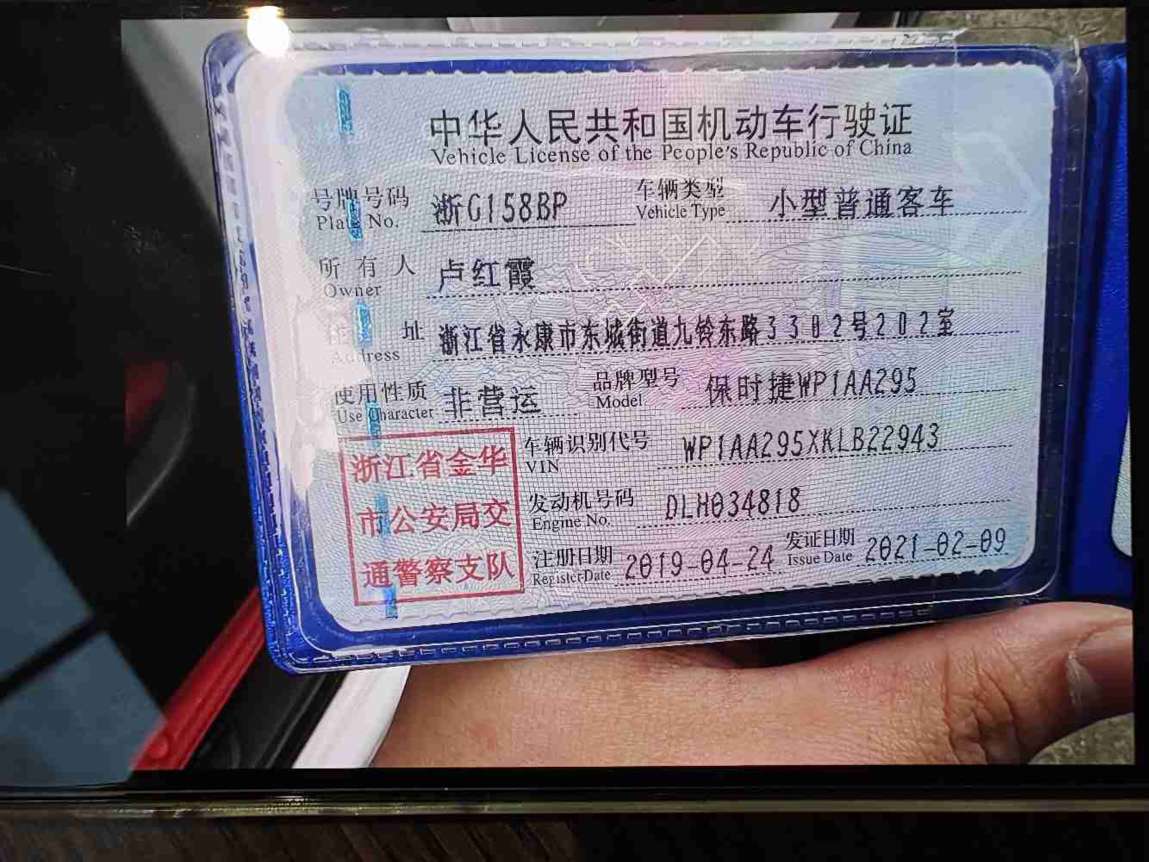 中华人民共和国机动车行驶证
Vehicle License of the People's Republic of China
号牌号码 浙G158BP 车辆类型 小型普通客车
Plate No. Vehicle Type
所有人 卢红霞
Owner
住址 浙江省永康市东城街道九铃东路3302号202室
Address
使用性质 非营运 品牌型号 保时捷WP1AA295
Use Character Model
车辆识别代号 WP1AA295XKLB22943
VIN
发动机号码 DLH034818
Engine No.
注册日期 2019-04-24 发证日期 2021-02-09
Register Date Issue Date
浙江省金华
市公安局交
通警察支队